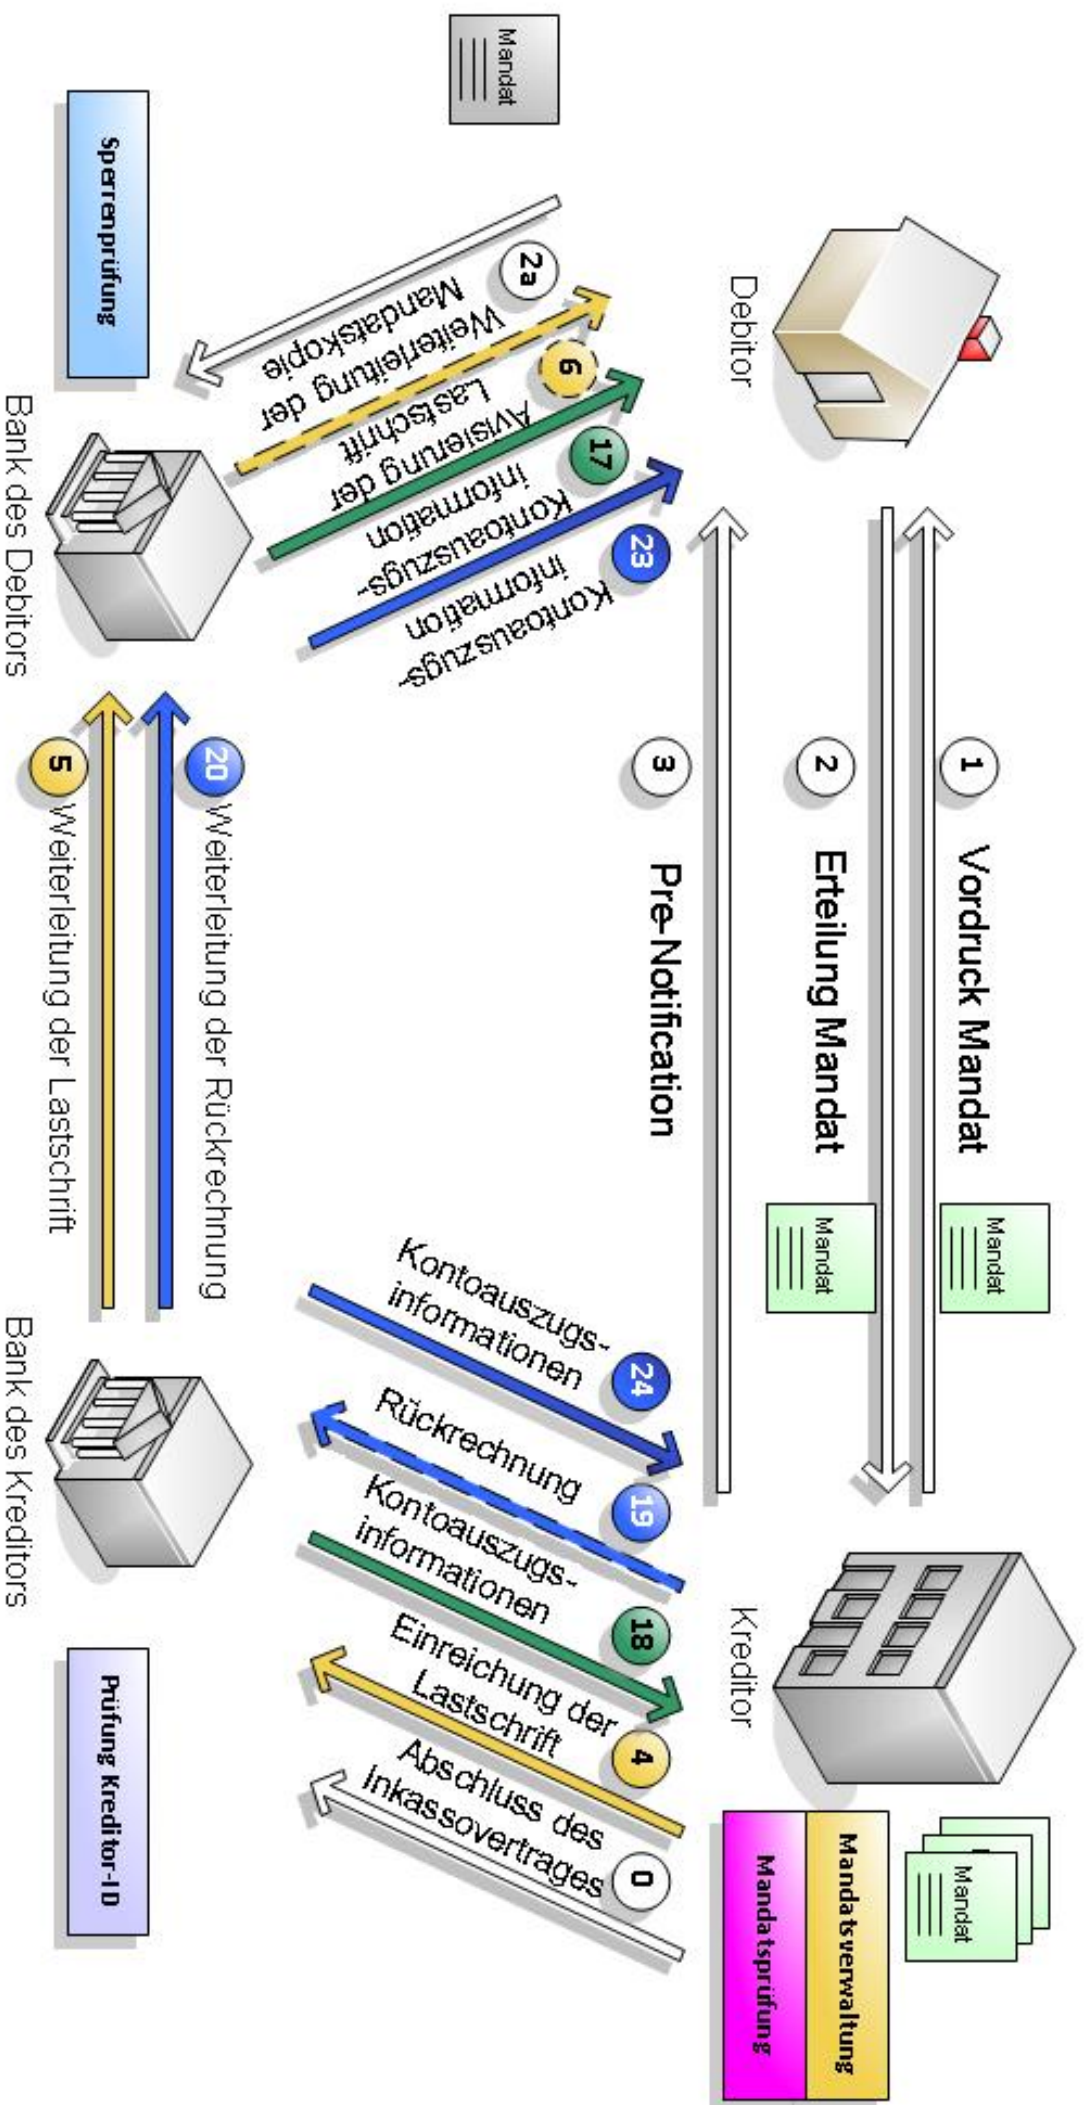 Mandat
Mandat
1
Vordruck Mandat
Mandat
2
Erteilung Mandat
Mandatsverwaltung
Debitor
Kreditor
Mandatsprüfung
3
Pre-Notification
Mandat
Mandat
2a
Weiterleitung der
Mandatskopie
6
Avisierung der
Lastschrift
17
Kontoauszugs-
information
23
Kontoauszugs-
information
24
Kontoauszugs-
informationen
19
Rückrechnung
18
Kontoauszugs-
informationen
4
Einreichung der
Lastschrift
0
Abschluss des
Inkassovertrages
20
Weiterleitung der Rückrechnung
Sperrenprüfung
Prüfung Kreditor-ID
5
Weiterleitung der Lastschrift
Bank des Debitors
Bank des Kreditors